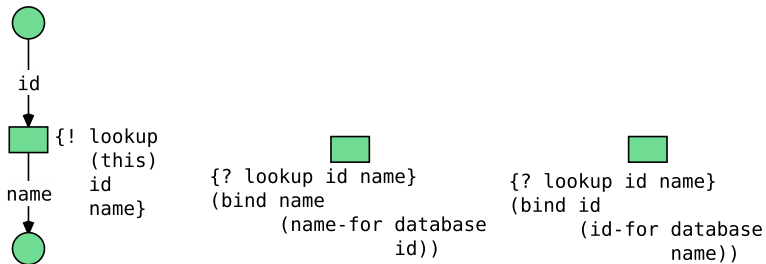 id
{! lookup
(this)
id
name}
name
{? lookup id name}
(bind name
(name-for database
id))
{? lookup id name}
(bind id
(id-for database
name))